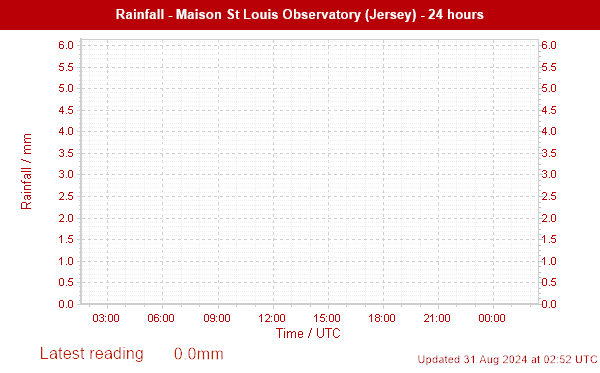 Rainfall - Maison St Louis Observatory (Jersey) - 24 hours
6.0 6.0
5.5 5.5
5.0 5.0
4.5 4.5
4.0 4.0
3.5 3.5
3.0 3.0
2.5 2.5
2.0 2.0
1.5 1.5
1.0 1.0
0.5 0.5
0.0 0.0
Rainfall / mm
03:00 06:00 09:00 12:00 15:00 18:00 21:00 00:00
Time / UTC
Latest reading 0.0mm
Updated 31 Aug 2024 at 02:52 UTC